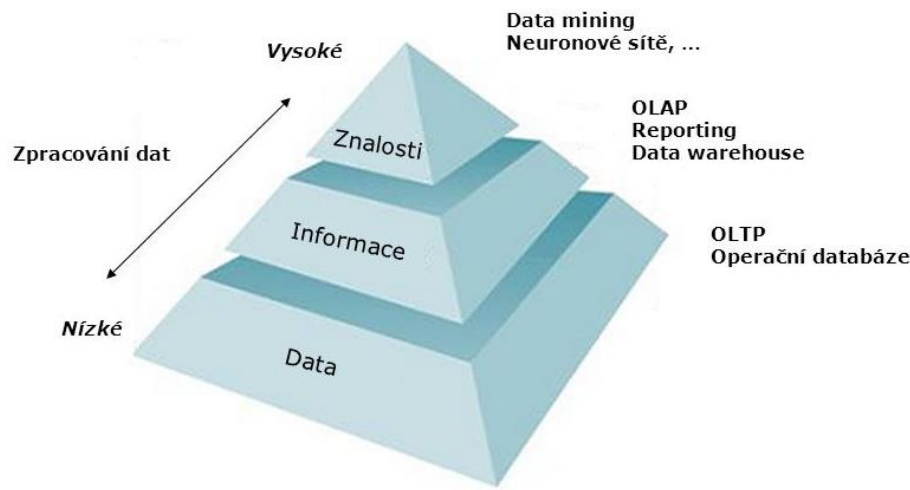 Data mining
Neuronové sítě, ...
Vysoké
OLAP
Reporting
Data warehouse
Znalosti
Zpracování dat
OLTP
Operační databáze
Informace
Nízké
Data